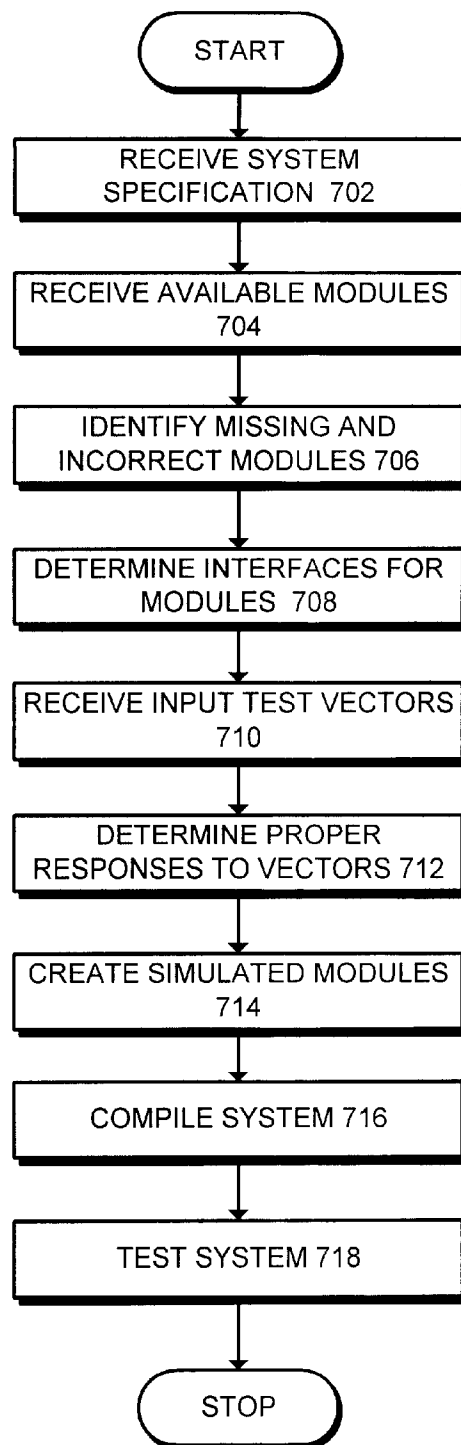 START
RECEIVE SYSTEM
SPECIFICATION 702
RECEIVE AVAILABLE MODULES
704
IDENTIFY MISSING AND
INCORRECT MODULES 706
DETERMINE INTERFACES FOR
MODULES 708
RECEIVE INPUT TEST VECTORS
710
DETERMINE PROPER
RESPONSES TO VECTORS 712
CREATE SIMULATED MODULES
714
COMPILE SYSTEM 716
TEST SYSTEM 718
STOP